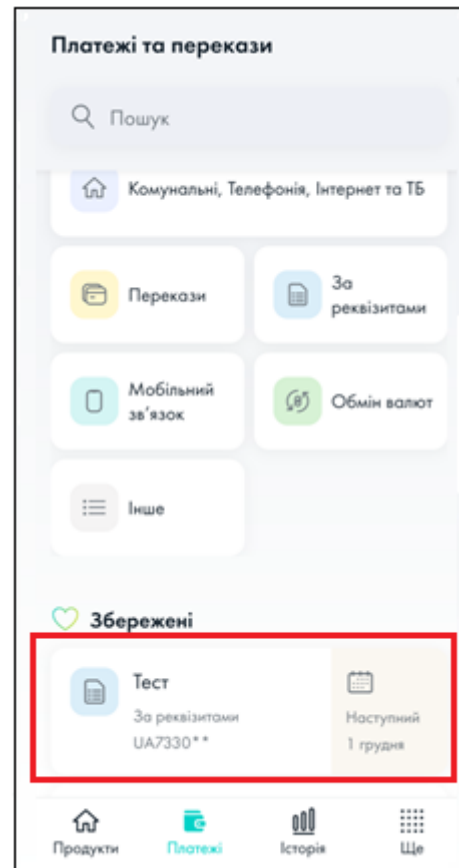 Платежі та перекази
Пошук
Комунальні, Телефонія, Інтернет та ТБ
Перекази
За
реквізитами
Мобільний
зв’язок
Обмін валют
Інше
Збережені
Тест
За реквізитами
UA7330**
Наступний
1 грудня
Продукти
Платежі
Історія
Ще